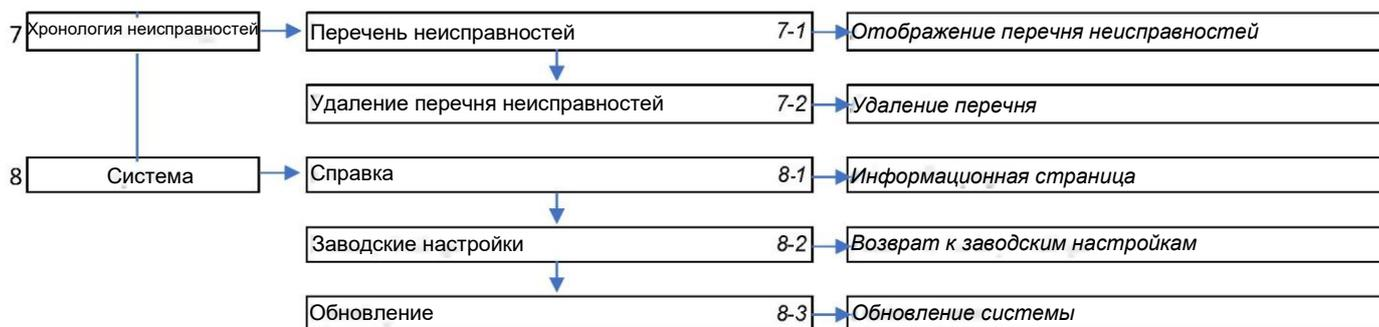 7 Хронология неисправностей Перечень неисправностей 7-1 Отображение перечня неисправностей
Удаление перечня неисправностей 7-2 Удаление перечня
8 Система Справка 8-1 Информационная страница
Заводские настройки 8-2 Возврат к заводским настройкам
Обновление 8-3 Обновление системы